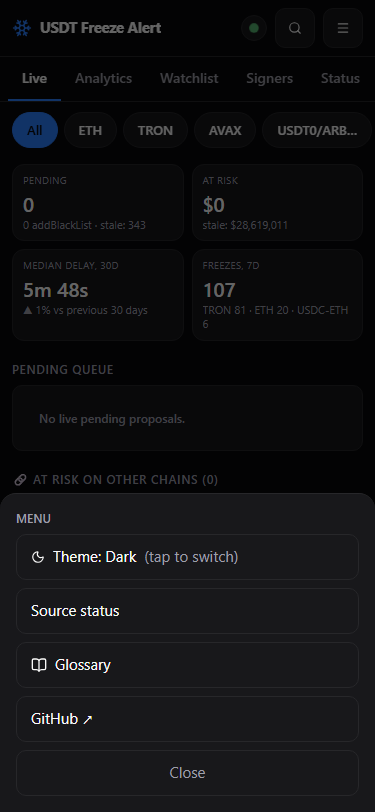 USDT Freeze Alert
Live Analytics Watchlist Signers Status
All ETH TRON AVAX USDT0/ARB...
PENDING
0
0 addBlackList · stale: 343
AT RISK
$0
stale: $28,619,011
MEDIAN DELAY, 30D
5m 48s
▲ 1% vs previous 30 days
FREEZES, 7D
107
TRON 81 · ETH 20 · USDC-ETH
6
PENDING QUEUE
No live pending proposals.
AT RISK ON OTHER CHAINS (0)
MENU
Theme: Dark (tap to switch)
Source status
Glossary
GitHub ↗
Close